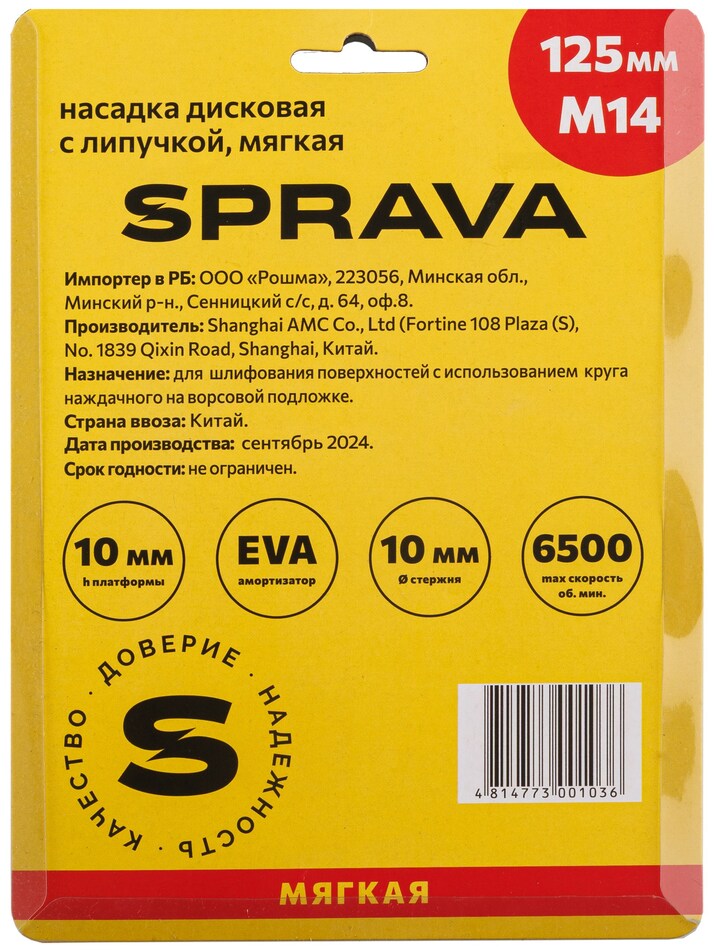 125мм
М14
насадка дисковая
с липучкой, мягкая
SPRAVA
Импортер в РБ: ООО «Рошма», 223056, Минская обл.,
Минский р-н., Сенницкий с/с, д. 64, оф.8.
Производитель: Shanghai AMC Co., Ltd (Fortine 108 Plaza (S),
No. 1839 Qixin Road, Shanghai, Китай.
Назначение: для шлифования поверхностей с использованием круга
наждачного на ворсовой подложке.
Страна ввоза: Китай.
Дата производства: сентябрь 2024.
Срок годности: не ограничен.
10 мм
h платформы
EVA
амортизатор
10 мм
Ø стержня
6500
max скорость
об. мин.
КАЧЕСТВО · ДОВЕРИЕ · НАДЕЖНОСТЬ ·
S
4 814773 001036
МЯГКАЯ